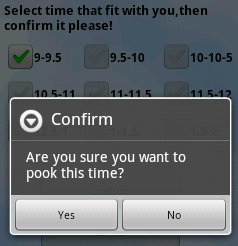 Select time that fit with you,then
confirm it please!
9-9.5 9.5-10 10-10-5
10.5-11 11-11.5 11.5-12
Confirm
Are you sure you want to
pook this time?
Yes No